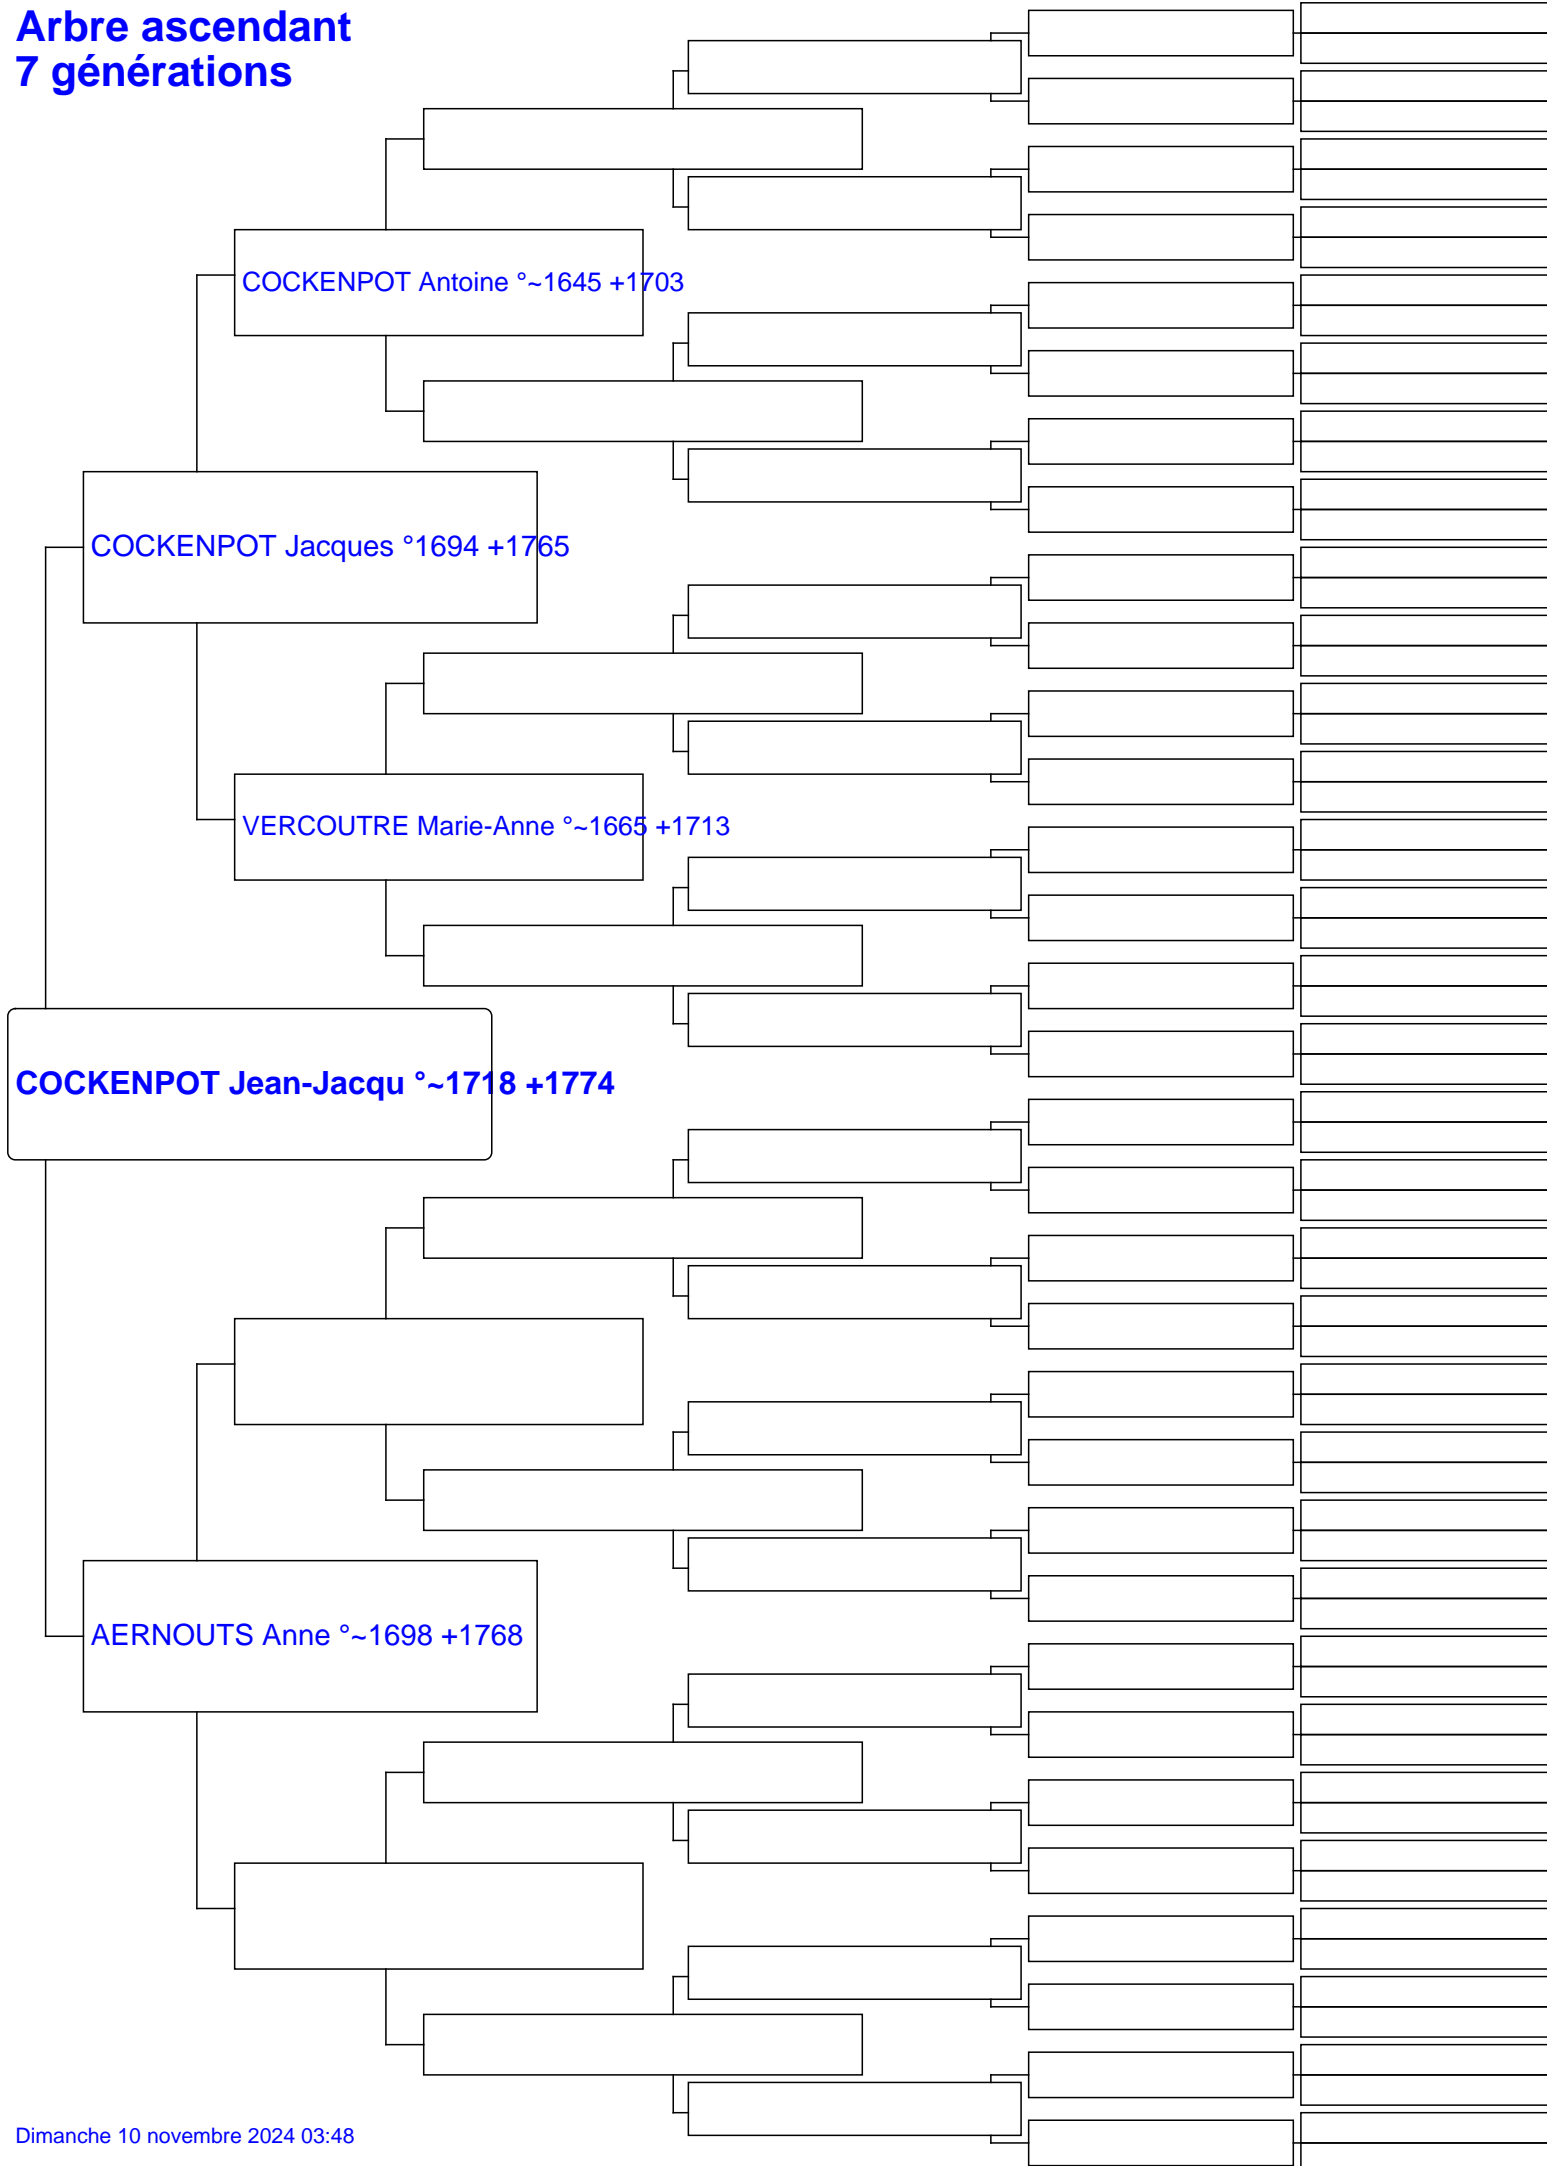 Arbre ascendant
7 générations
COCKENPOT Antoine °~1645 +1703
COCKENPOT Jacques °1694 +1765
VERCOUTRE Marie-Anne °~1665 +1713
COCKENPOT Jean-Jacqu °~1718 +1774
AERNOUTS Anne °~1698 +1768
Dimanche 10 novembre 2024 03:48